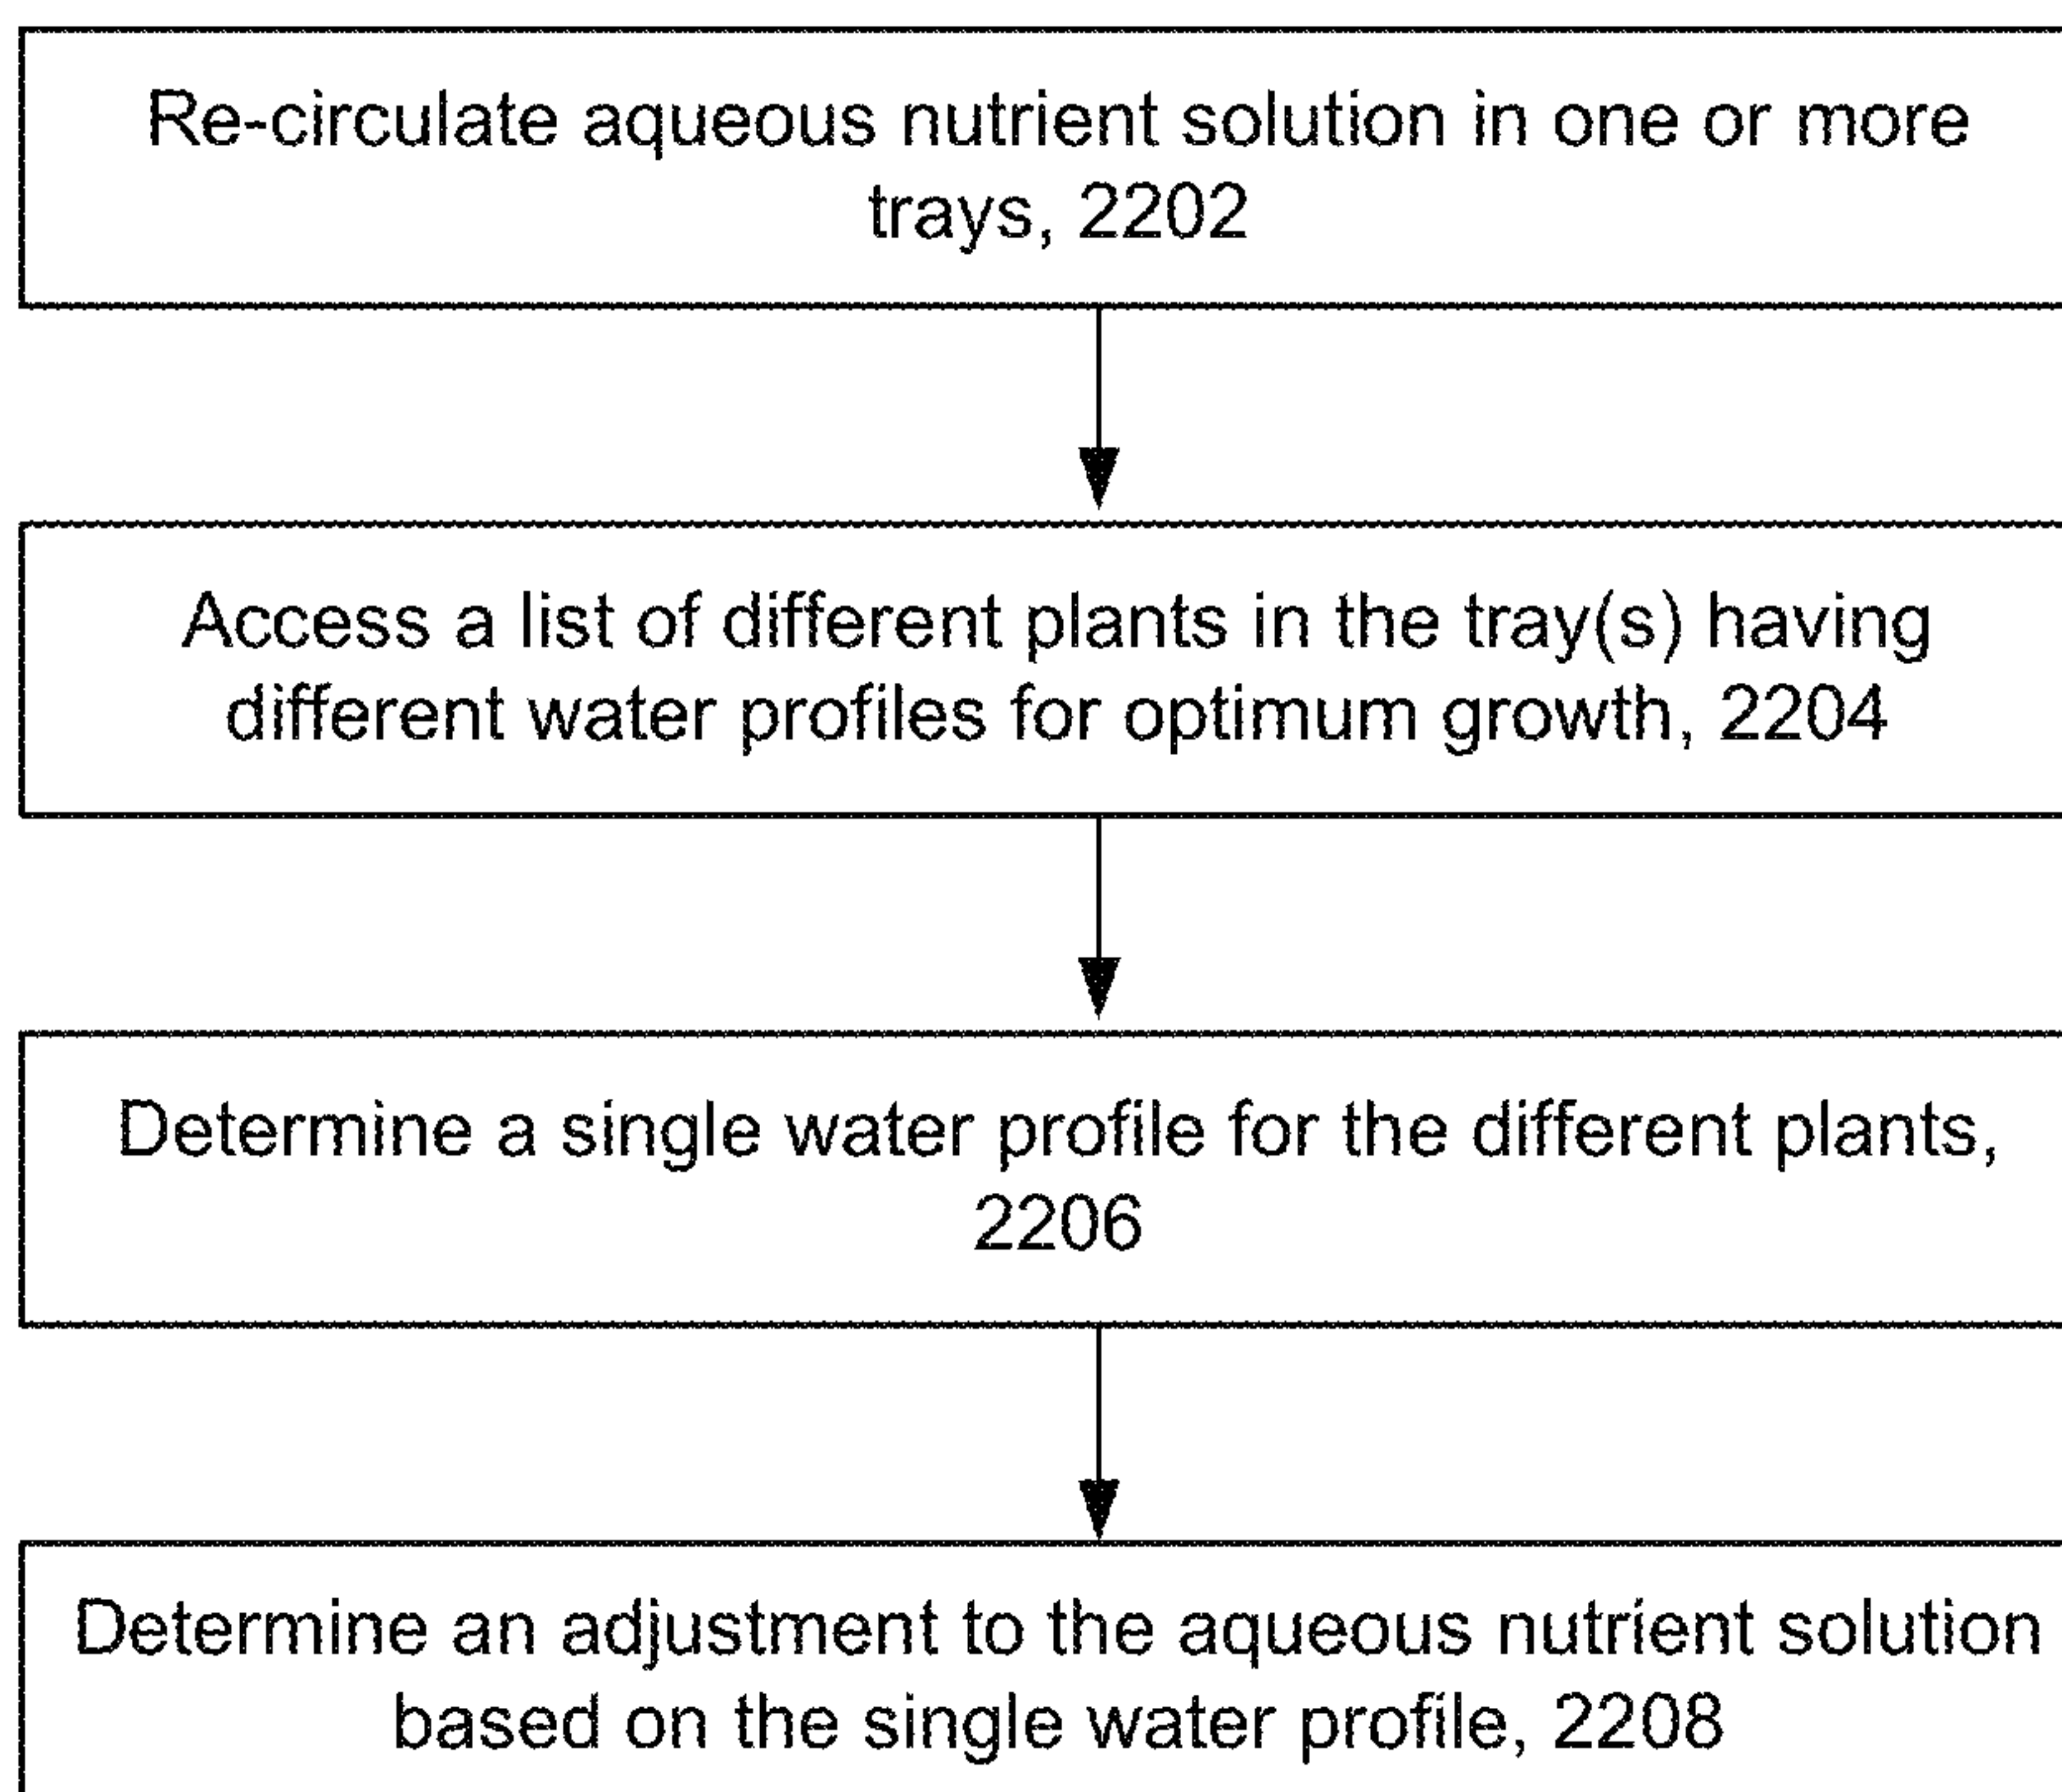 Re-circulate aqueous nutrient solution in one or more
trays, 2202
Access a list of different plants in the tray(s) having
different water profiles for optimum growth, 2204
Determine a single water profile for the different plants,
2206
Determine an adjustment to the aqueous nutrient solution
based on the single water profile, 2208